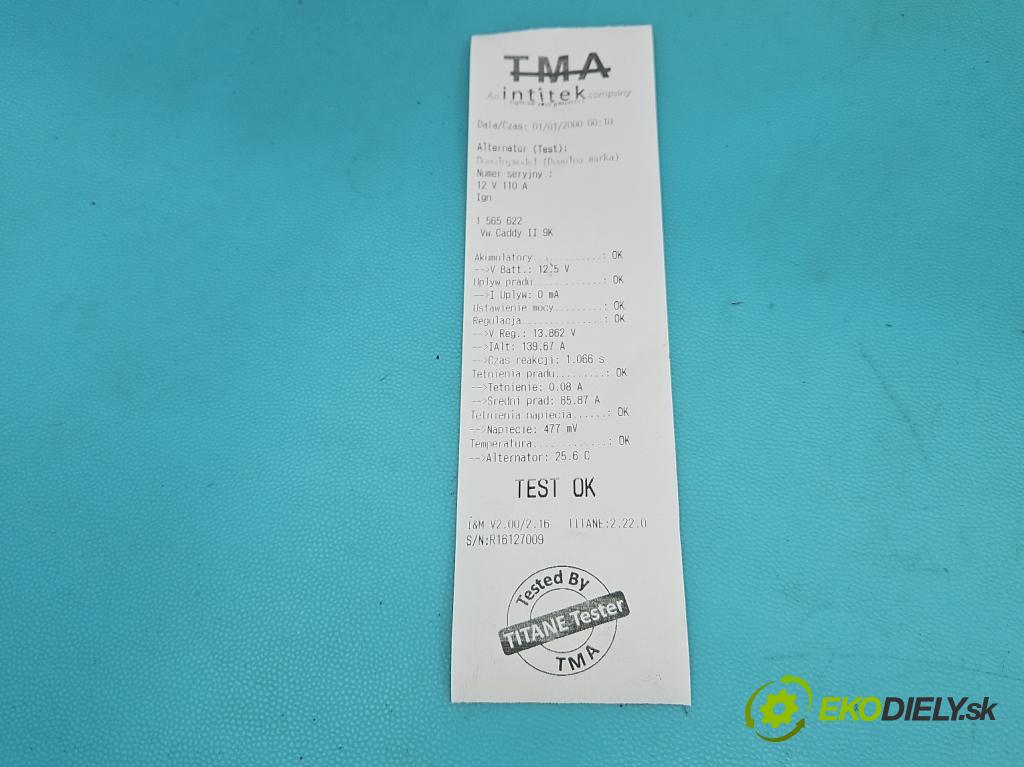 TMA
An intitek company
Data/Czas: 01/01/2000 00:10
Alternator (Test):
Dowolnymodel (Dowolna marka)
Numer seryjny :
12 V 110 A
Ign
1 565 622
Vw Caddy II 9K
Akumulatory...........: OK
-->V Batt.: 12.5 V
Uplyw pradu...........: OK
-->I Uplyw: 0 mA
Ustawienie mocy.......: OK
Regulacja.............: OK
-->V Reg.: 13.862 V
-->IAlt: 139.67 A
-->Czas reakcji: 1.066 s
Tetnienia pradu........: OK
-->Tetnienie: 0.08 A
-->Sredni prad: 85.87 A
Tetnienia napiecia.....: OK
-->Napiecie: 477 mV
Temperatura...........: OK
-->Alternator: 25.6 C
TEST OK
I&M V2.00/2.16 TITANE:2.22.0
S/N:R16127009
Tested By
TITANE Tester
TMA
EKODIELY.sk